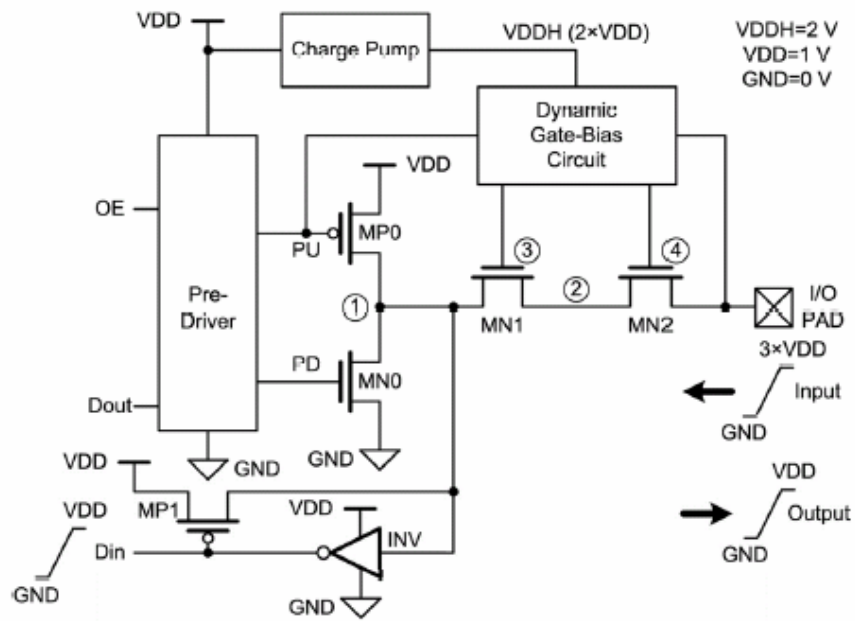 VDD
Charge Pump
VDDH (2×VDD)
VDDH=2 V
VDD=1 V
GND=0 V
Dynamic
Gate-Bias
Circuit
VDD
OE
PU
MP0
③
④
Pre-
Driver
①
②
MN1
MN2
I/O
PAD
PD
MN0
3×VDD
Input
GND
Dout
GND
GND
VDD
VDD
MP1
VDD
INV
VDD
Output
GND
Din
GND
GND